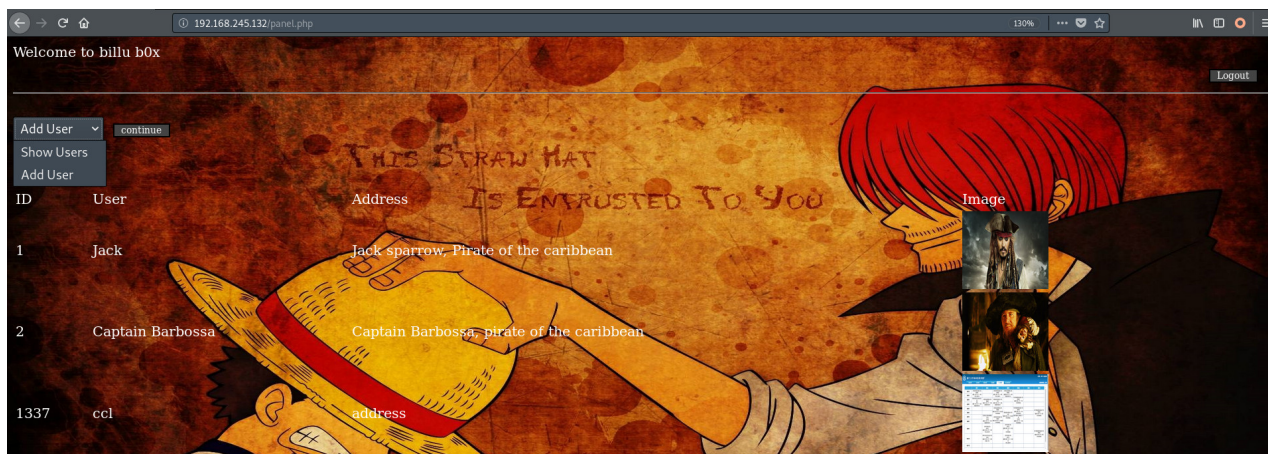 192.168.245.132/panel.php
130%
Welcome to billu b0x
Logout
Add User
continue
Show Users
Add User
THIS STRAW HAT
IS ENTRUSTED TO YOU
ID User Address Image
1 Jack Jack sparrow, Pirate of the caribbean
2 Captain Barbossa Captain Barbossa, pirate of the caribbean
1337 ccl address